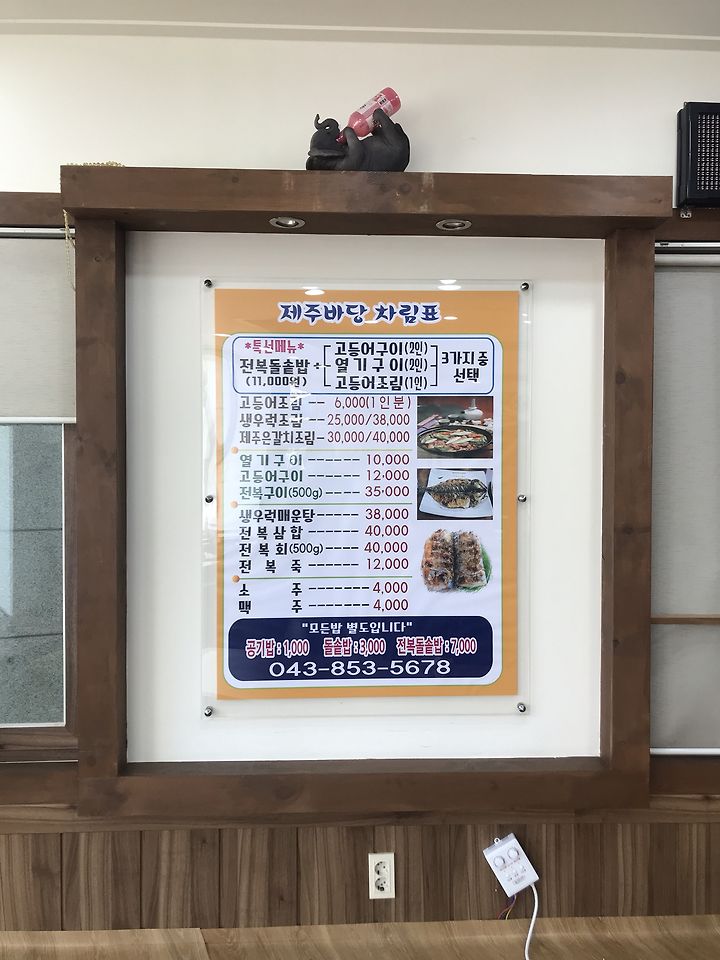 제주바당 차림표
*특선메뉴*
전복돌솥밥 + 고등어구이(2인) 열기구이(2인) 고등어조림(1인) 3가지 중 선택
(11,000원)
고등어조림 -- 6,000(1인분)
생우럭조림 -- 25,000/38,000
제주은갈치조림 - 30,000/40,000
열기구이 ------ 10,000
고등어구이 ------ 12,000
전복구이(500g) ----- 35,000
생우럭매운탕 ------ 38,000
전복삼합 ------- 40,000
전복회(500g) ----- 40,000
전복죽 ------- 12,000
소주 ------- 4,000
맥주 ------- 4,000
"모든밥 별도입니다"
공기밥 : 1,000 돌솥밥 : 3,000 전복돌솥밥 : 7,000
043-853-5678